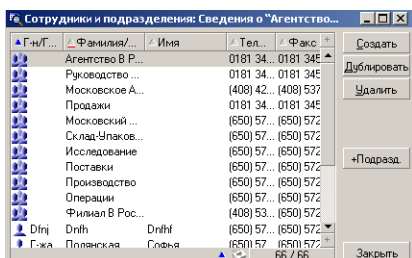 Сотрудники и подразделения: Сведения о "Агентство...
Г-н/Г... Фамилия/... Имя Тел... Факс
Агентство В Р... 0181 34... 0181 345
Руководство ... 0181 34... 0181 345
Московское А... (408) 42... (408) 537
Продажи 0181 34... 0181 345
Московский ... (650) 57... (650) 572
Склад-Упаков... (650) 57... (650) 572
Исследование (650) 57... (650) 572
Поставки (650) 57... (650) 572
Производство (650) 57... (650) 572
Операции (650) 57... (650) 572
Филиал В Рос... (408) 53... (650) 572
Dfnj Dnfh Dnfhf (650) 57... (650) 572
Г-жа Полянская Софья (650) 57... (650) 572
66 / 66
Создать
Дублировать
Удалить
+Подразд.
Закрыть